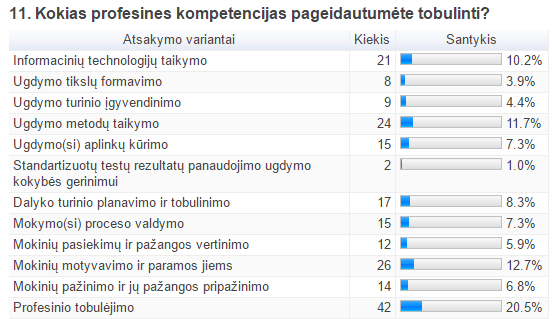 11. Kokias profesines kompetencijas pageidautumėte tobulinti?
Atsakymo variantai Kiekis Santykis
Informacinių technologijų taikymo 21 10.2%
Ugdymo tikslų formavimo 8 3.9%
Ugdymo turinio įgyvendinimo 9 4.4%
Ugdymo metodų taikymo 24 11.7%
Ugdymo(si) aplinkų kūrimo 15 7.3%
Standartizuotų testų rezultatų panaudojimo ugdymo
kokybės gerinimui 2 1.0%
Dalyko turinio planavimo ir tobulinimo 17 8.3%
Mokymo(si) proceso valdymo 15 7.3%
Mokinių pasiekimų ir pažangos vertinimo 12 5.9%
Mokinių motyvavimo ir paramos jiems 26 12.7%
Mokinių pažinimo ir jų pažangos pripažinimo 14 6.8%
Profesinio tobulėjimo 42 20.5%